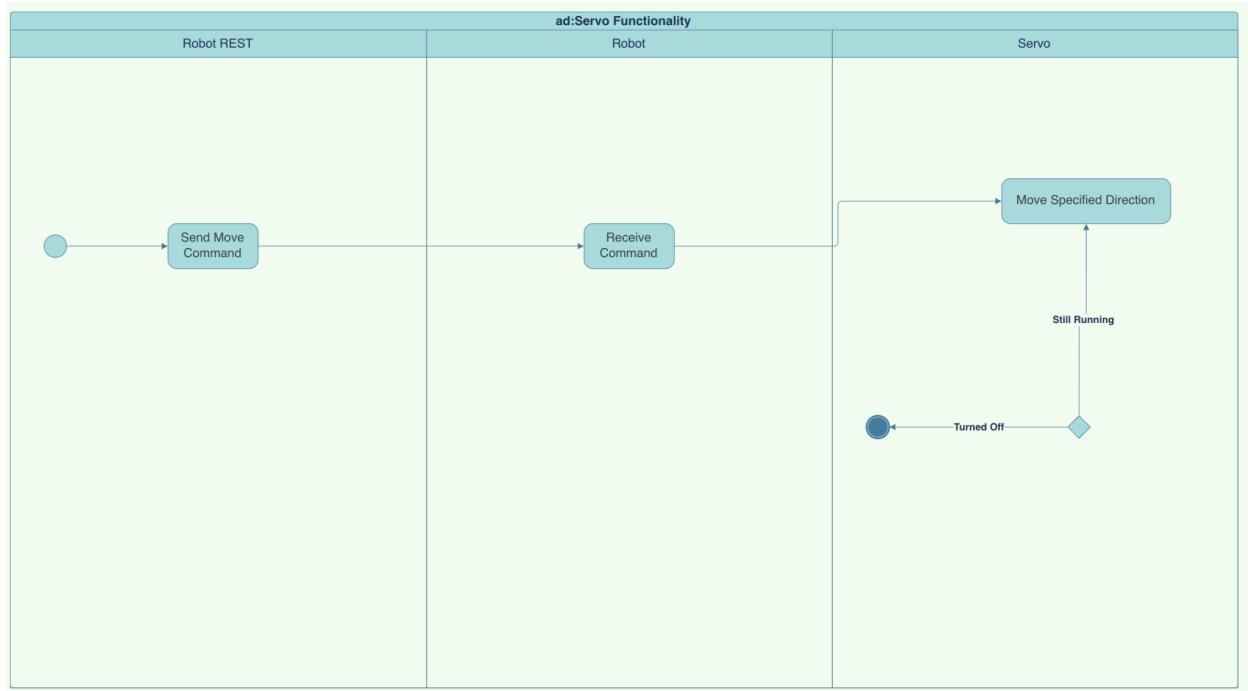 ad:Servo Functionality
Robot REST
Robot
Servo
Send Move
Command
Receive
Command
Move Specified Direction
Still Running
Turned Off